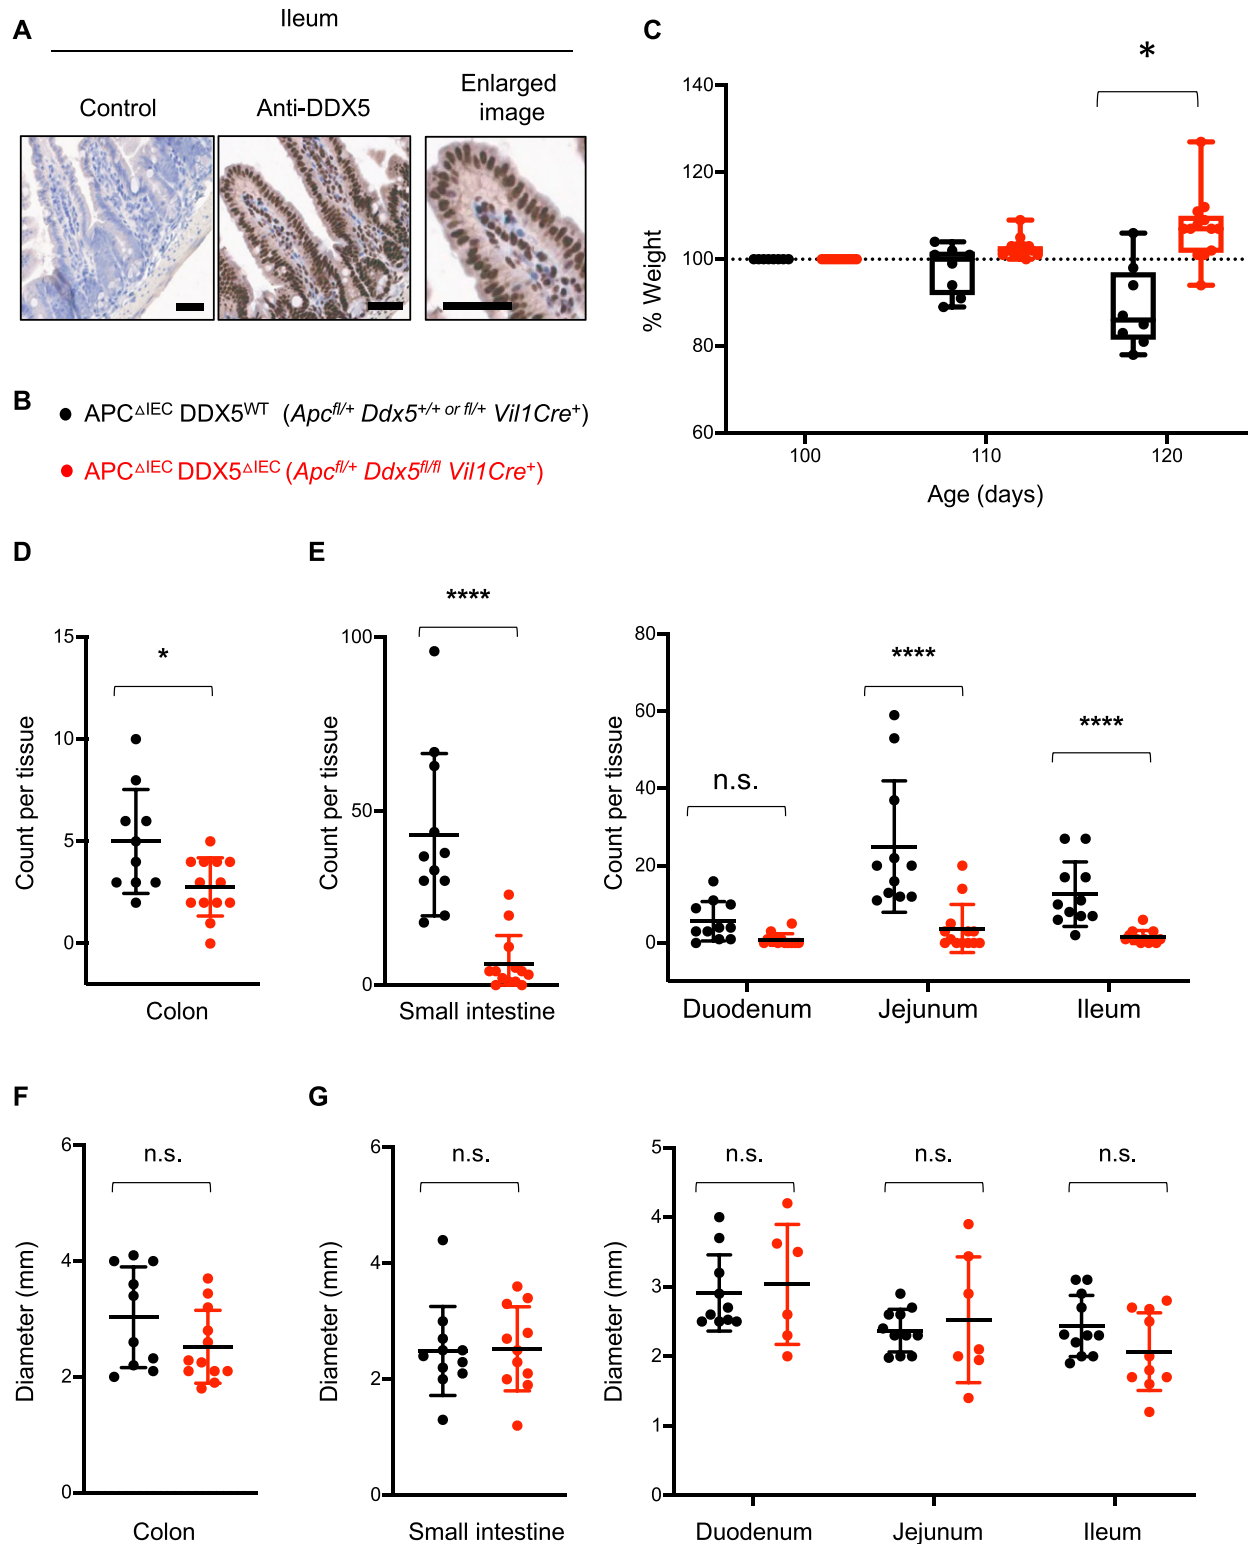 A
Ileum
Control
Anti-DDX5
Enlarged
image
B
● APC^ΔIEC DDX5^WT (Apc^fl/+ Ddx5^+/+ or fl/+ Vil1Cre^+)
● APC^ΔIEC DDX5^ΔIEC (Apc^fl/+ Ddx5^fl/fl Vil1Cre^+)
C
*
140
120
100
80
60
% Weight
100
110
120
Age (days)
D
*
15
10
5
0
Count per tissue
Colon
E
****
100
50
0
Count per tissue
Small intestine
80
60
40
20
0
Count per tissue
n.s.
****
****
Duodenum
Jejunum
Ileum
F
6
4
2
0
Diameter (mm)
n.s.
Colon
G
6
4
2
0
Diameter (mm)
n.s.
Small intestine
5
4
3
2
1
0
Diameter (mm)
n.s.
n.s.
n.s.
Duodenum
Jejunum
Ileum